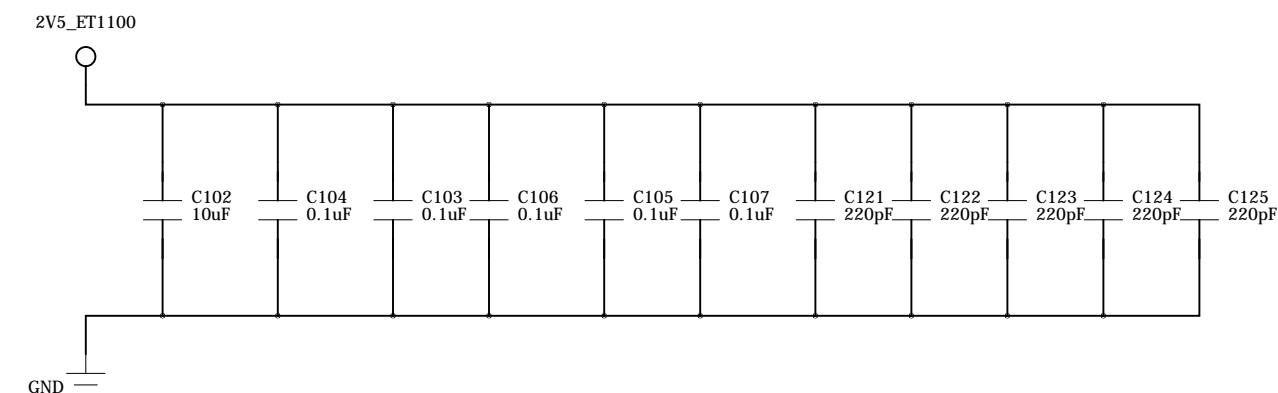 2V5_ET1100
C102
10uF
C104
0.1uF
C103
0.1uF
C106
0.1uF
C105
0.1uF
C107
0.1uF
C121
220pF
C122
220pF
C123
220pF
C124
220pF
C125
220pF
GND